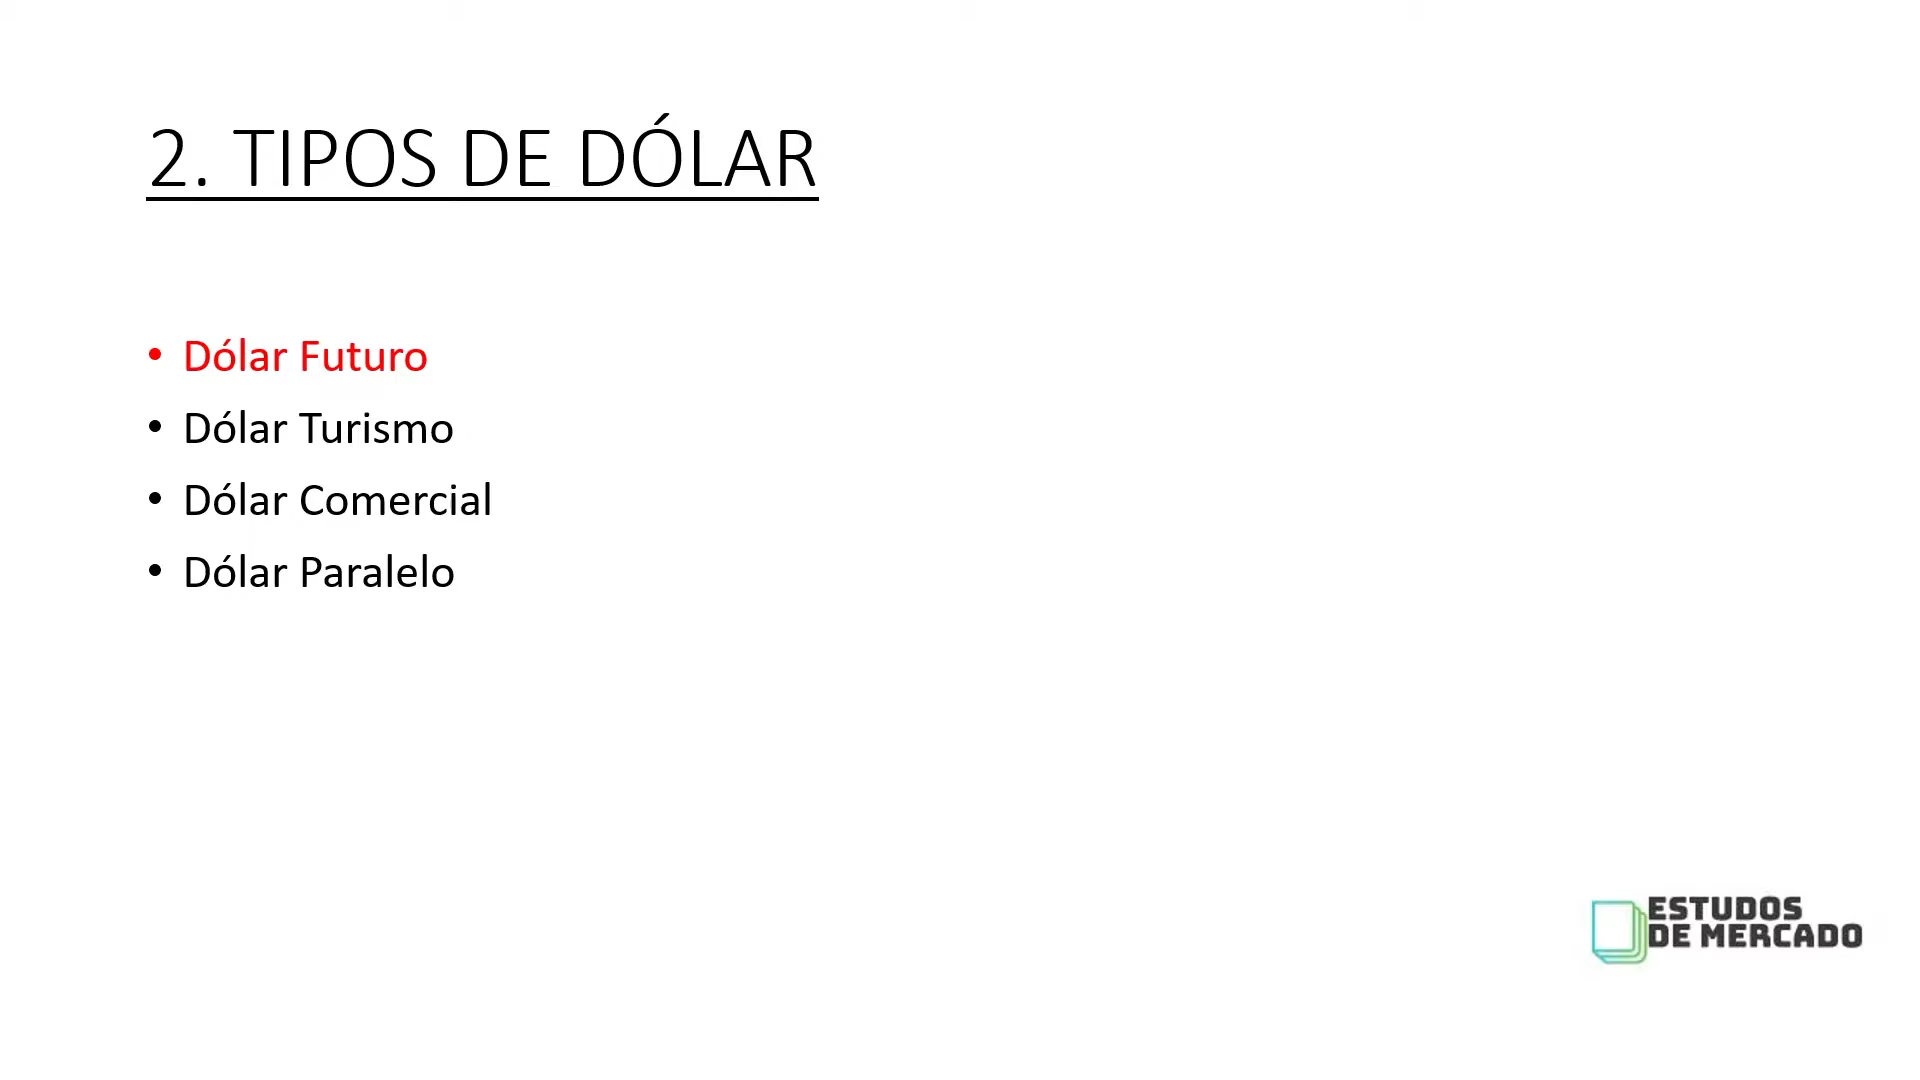 2. TIPOS DE DÓLAR
• Dólar Futuro
• Dólar Turismo
• Dólar Comercial
• Dólar Paralelo
ESTUDOS
DE MERCADO